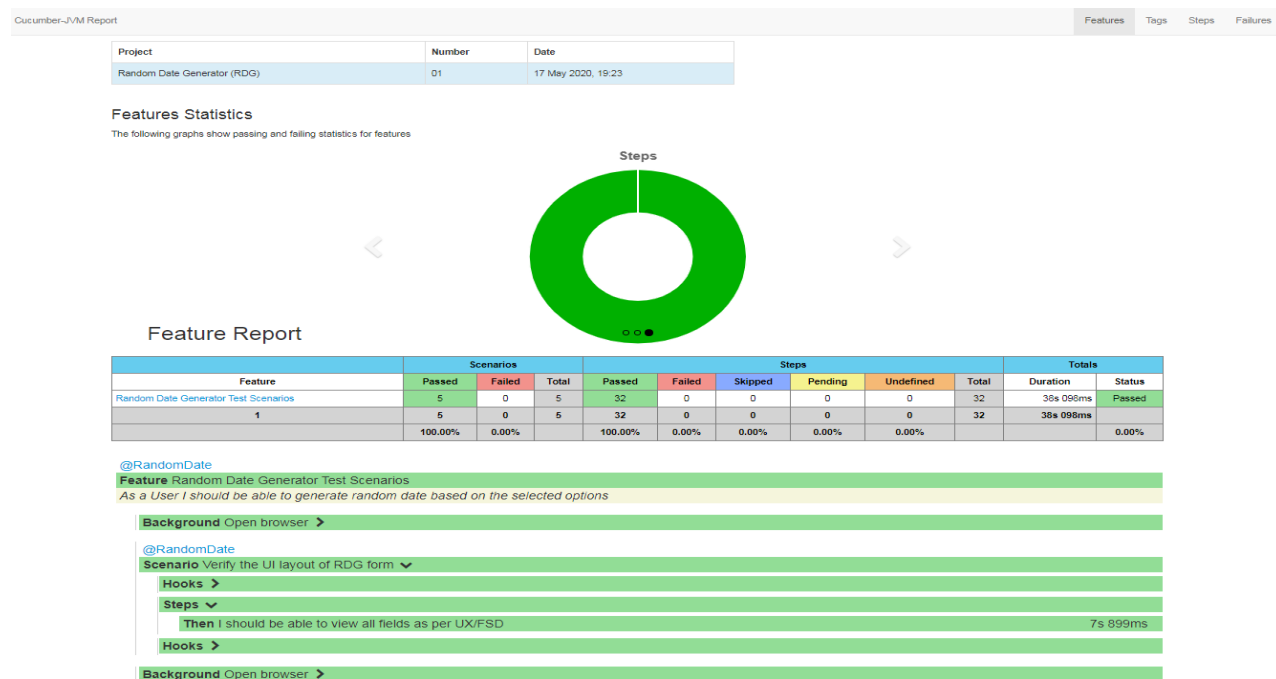 Cucumber-JVM Report Features Tags Steps Failures
Project Number Date
Random Date Generator (RDG) 01 17 May 2020, 19:23
Features Statistics
The following graphs show passing and failing statistics for features
Steps
Feature Report
Scenarios Steps Totals
Feature Passed Failed Total Passed Failed Skipped Pending Undefined Total Duration Status
Random Date Generator Test Scenarios 5 0 5 32 0 0 0 0 32 38s 098ms Passed
1 5 0 5 32 0 0 0 0 32 38s 098ms
100.00% 0.00% 100.00% 0.00% 0.00% 0.00% 0.00% 0.00%
@RandomDate
Feature Random Date Generator Test Scenarios
As a User I should be able to generate random date based on the selected options
Background Open browser
@RandomDate
Scenario Verify the UI layout of RDG form
Hooks
Steps
Then I should be able to view all fields as per UX/FSD 7s 899ms
Hooks
Background Open browser